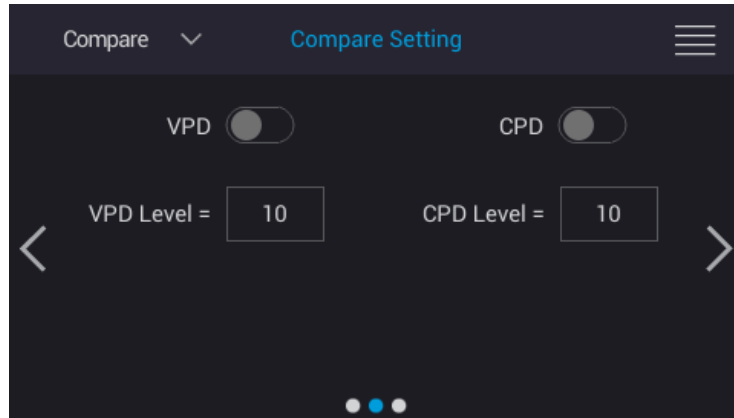 Compare Compare Setting
VPD CPD
VPD Level = 10 CPD Level = 10